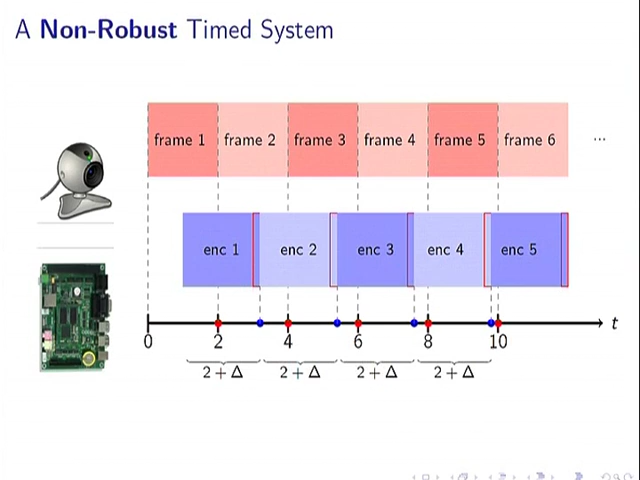 A Non-Robust Timed System
frame 1 frame 2 frame 3 frame 4 frame 5 frame 6 ...
enc 1 enc 2 enc 3 enc 4 enc 5
0 2 4 6 8 10 t
2 + Δ 2 + Δ 2 + Δ 2 + Δ